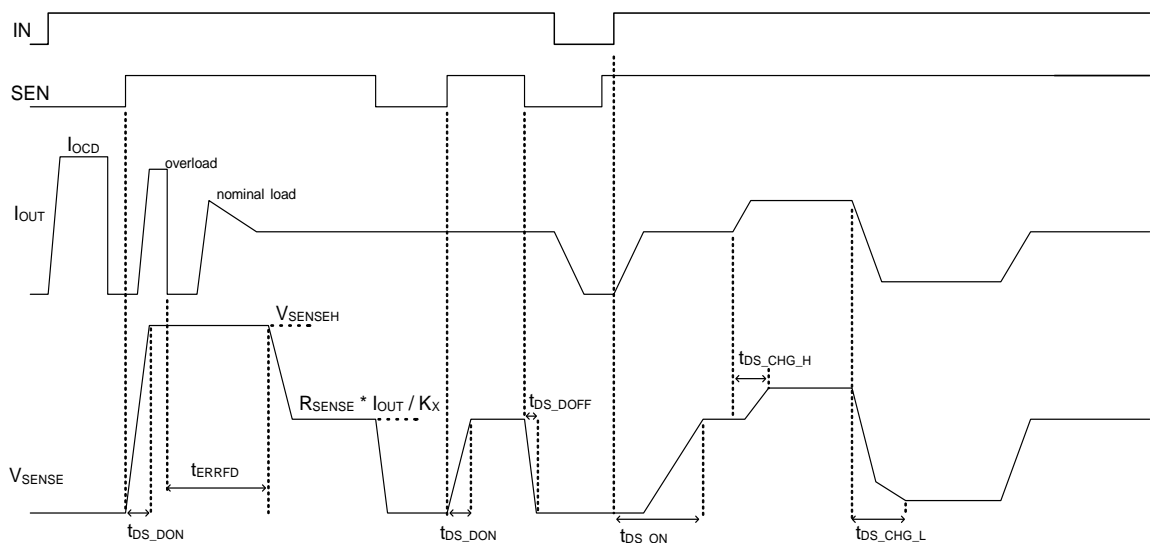 IN
SEN
IOCD
overload
nominal load
IOUT
VSENSEH
tDS_CHG_H
RSENSE * IOUT / KX
tDS_DOFF
tERRFD
VSENSE
tDS_DON
tDS_DON
tDS_ON
tDS_CHG_L